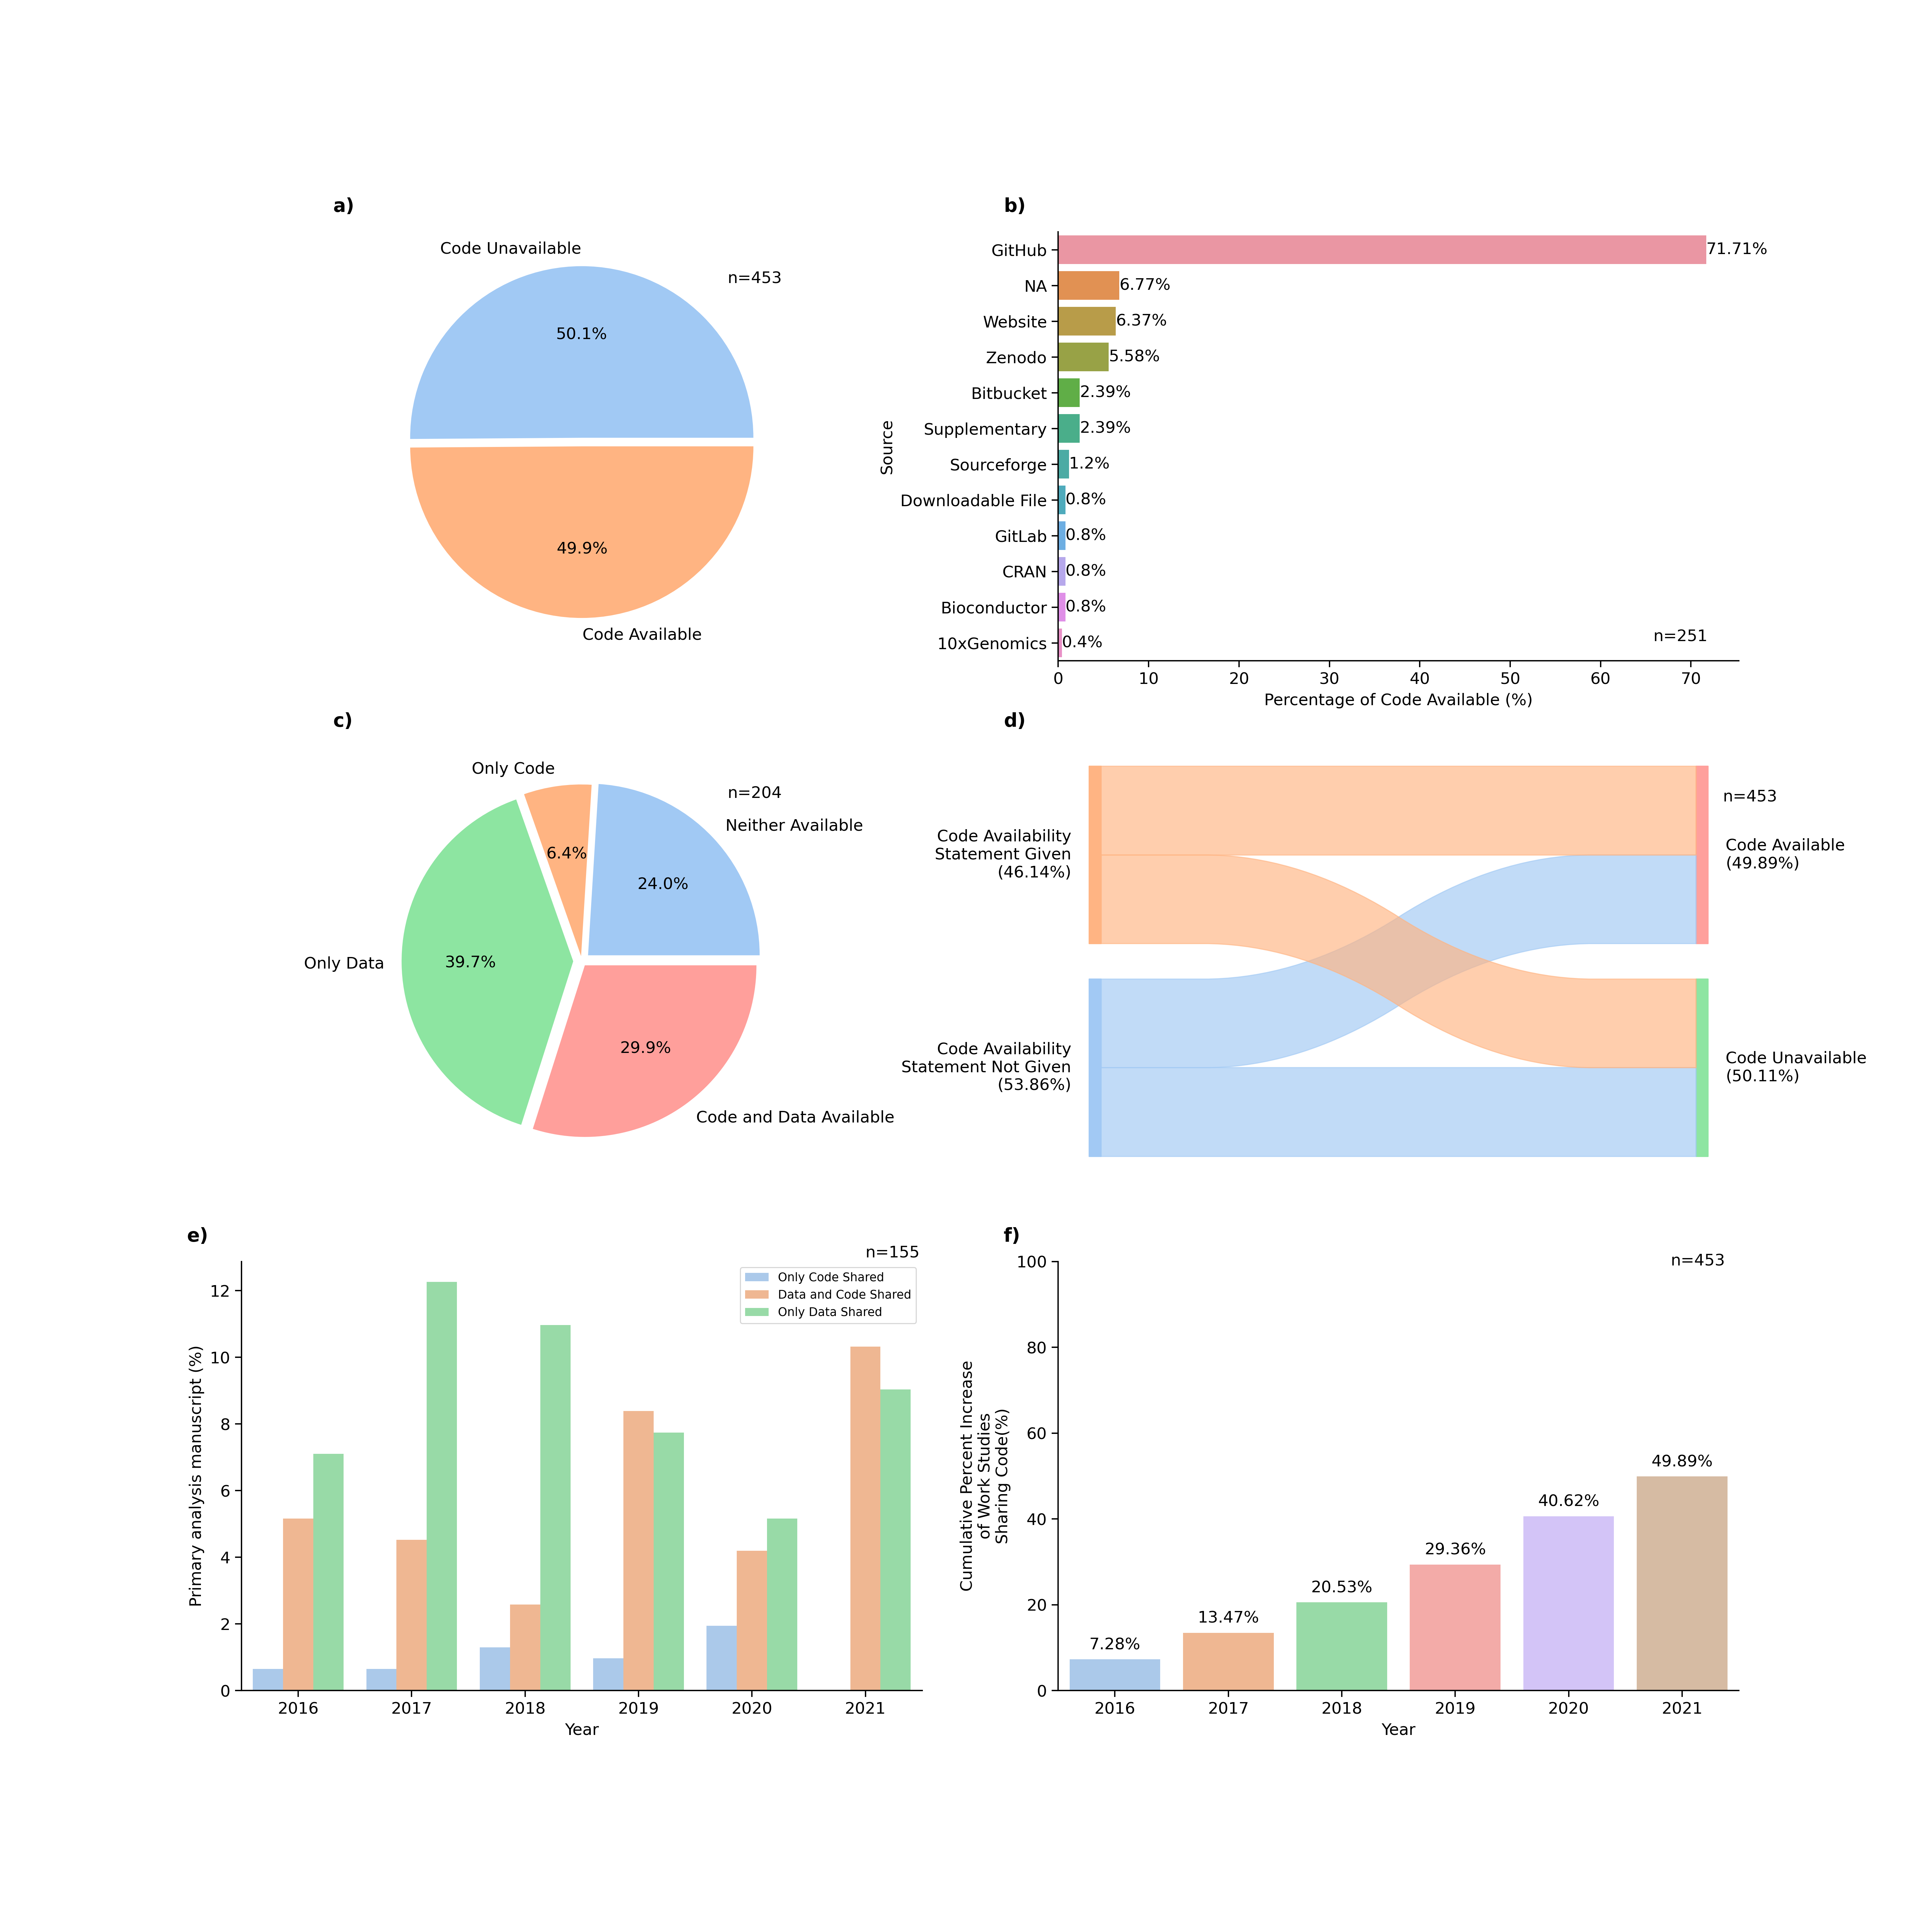 a)
Code Unavailable
n=453
50.1%
49.9%
Code Available
b)
Source
GitHub
71.71%
NA
6.77%
Website
6.37%
Zenodo
5.58%
Bitbucket
2.39%
Supplementary
2.39%
Sourceforge
1.2%
Downloadable File
0.8%
GitLab
0.8%
CRAN
0.8%
Bioconductor
0.8%
10xGenomics
0.4%
n=251
0 10 20 30 40 50 60 70
Percentage of Code Available (%)
c)
Only Code
n=204
Neither Available
6.4%
24.0%
Only Data
39.7%
29.9%
Code and Data Available
d)
n=453
Code Availability
Statement Given
(46.14%)
Code Available
(49.89%)
Code Availability
Statement Not Given
(53.86%)
Code Unavailable
(50.11%)
e)
n=155
Only Code Shared
Data and Code Shared
Only Data Shared
Primary analysis manuscript (%)
12
10
8
6
4
2
0
2016 2017 2018 2019 2020 2021
Year
f)
n=453
Cumulative Percent Increase
of Work Studies
Sharing Code(%)
100
80
60
40
20
0
7.28%
13.47%
20.53%
29.36%
40.62%
49.89%
2016 2017 2018 2019 2020 2021
Year